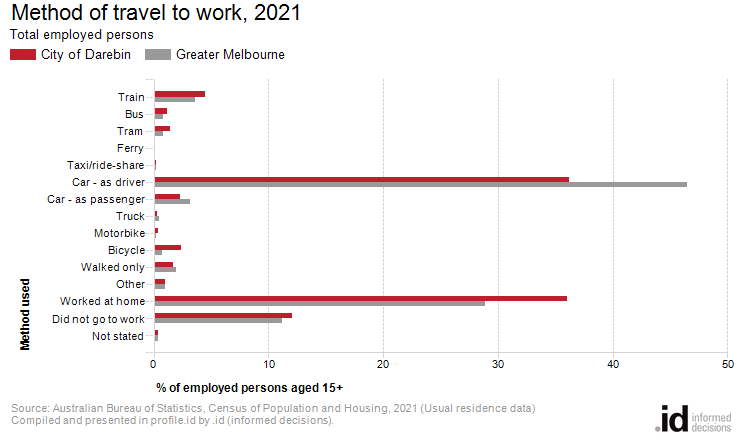 Method of travel to work, 2021
Total employed persons
City of Darebin
Greater Melbourne
Train
Bus
Tram
Ferry
Taxi/ride-share
Car - as driver
Car - as passenger
Truck
Motorbike
Bicycle
Walked only
Other
Worked at home
Did not go to work
Not stated
Method used
0 10 20 30 40 50
% of employed persons aged 15+
Source: Australian Bureau of Statistics, Census of Population and Housing, 2021 (Usual residence data)
Compiled and presented in profile.id by .id (informed decisions).
.id informed
decisions